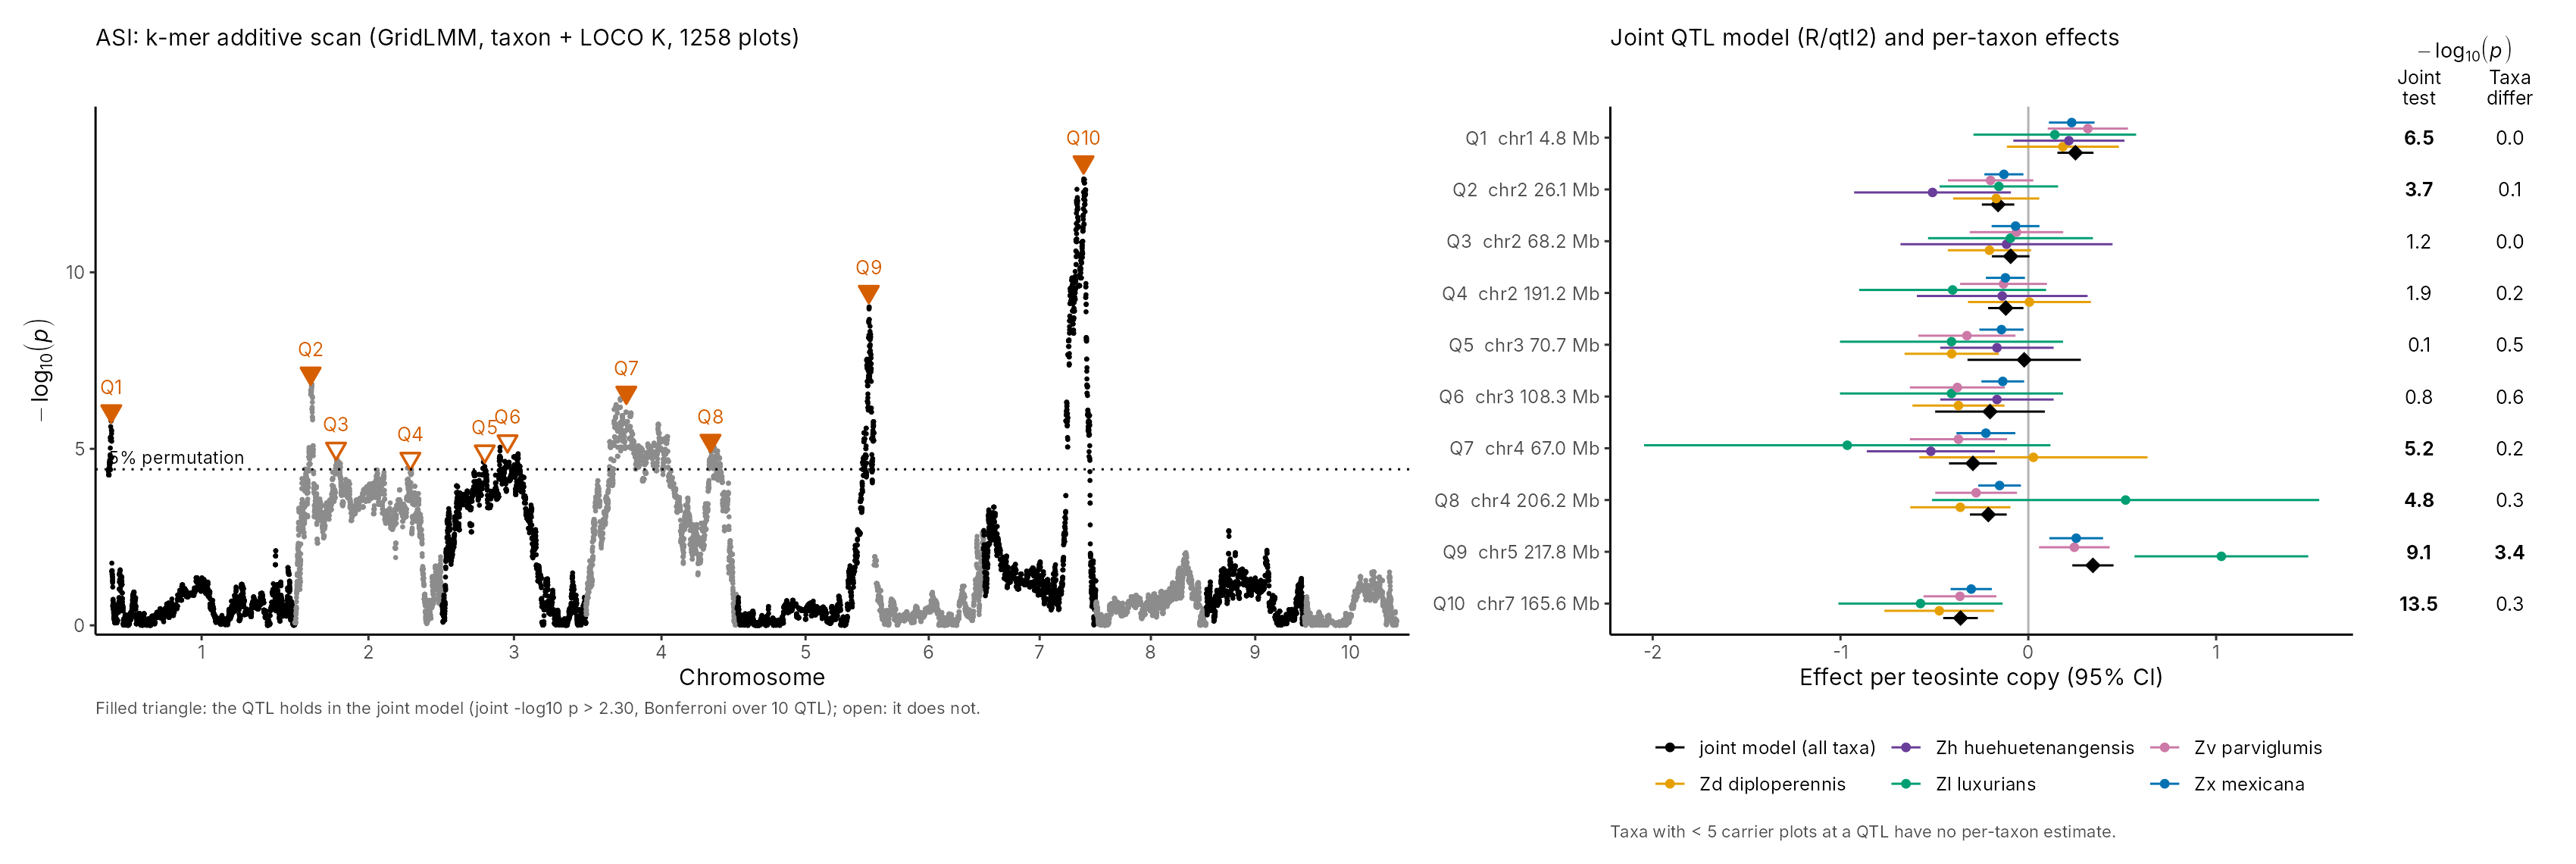 ASI: k-mer additive scan (GridLMM, taxon + LOCO K, 1258 plots)
− log10(p)
10
5
0
5% permutation
Q1
Q2
Q3
Q4
Q5
Q6
Q7
Q8
Q9
Q10
1 2 3 4 5 6 7 8 9 10
Chromosome
Filled triangle: the QTL holds in the joint model (joint -log10 p > 2.30, Bonferroni over 10 QTL); open: it does not.
Joint QTL model (R/qtl2) and per-taxon effects
− log10(p)
Joint Taxa
test differ
Q1 chr1 4.8 Mb 6.5 0.0
Q2 chr2 26.1 Mb 3.7 0.1
Q3 chr2 68.2 Mb 1.2 0.0
Q4 chr2 191.2 Mb 1.9 0.2
Q5 chr3 70.7 Mb 0.1 0.5
Q6 chr3 108.3 Mb 0.8 0.6
Q7 chr4 67.0 Mb 5.2 0.2
Q8 chr4 206.2 Mb 4.8 0.3
Q9 chr5 217.8 Mb 9.1 3.4
Q10 chr7 165.6 Mb 13.5 0.3
-2 -1 0 1
Effect per teosinte copy (95% CI)
joint model (all taxa) Zh huehuetenangensis Zv parviglumis
Zd diploperennis Zl luxurians Zx mexicana
Taxa with < 5 carrier plots at a QTL have no per-taxon estimate.